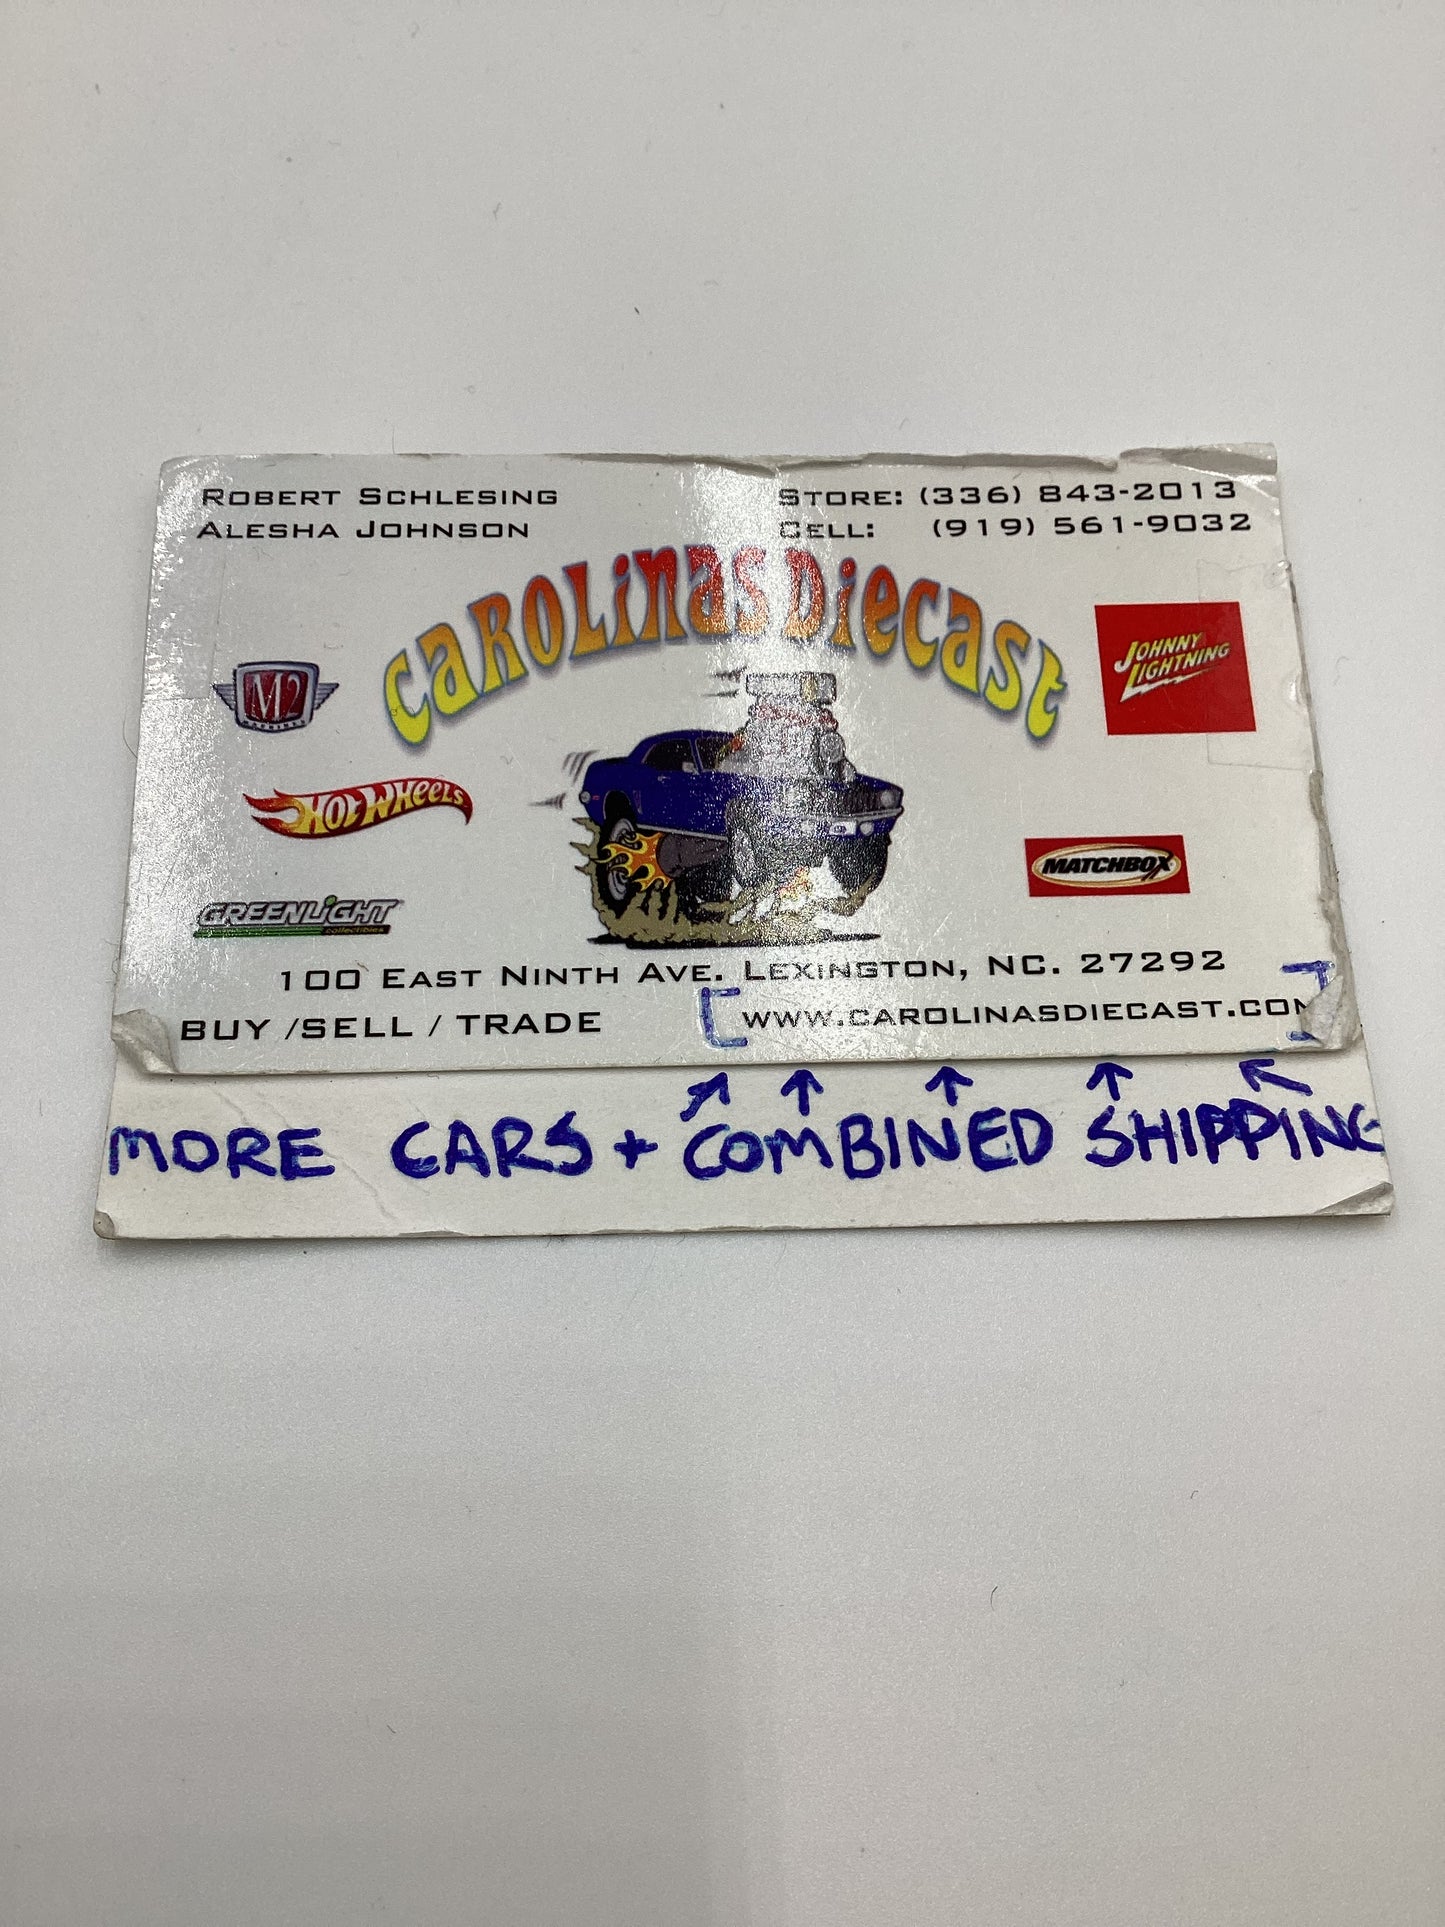 ROBERT SCHLESING
ALESHA JOHNSON
STORE: (336) 843-2013
CELL: (919) 561-9032
CAROLINAS DIECAST
M2
MACHINES
JOHNNY
LIGHTNING
HOT WHEELS
MATCHBOX
GREENLIGHT
collectibles
100 EAST NINTH AVE. LEXINGTON, NC. 27292
BUY /SELL / TRADE
[WWW.CAROLINASDIECAST.COM]
MORE CARS + COMBINED SHIPPING